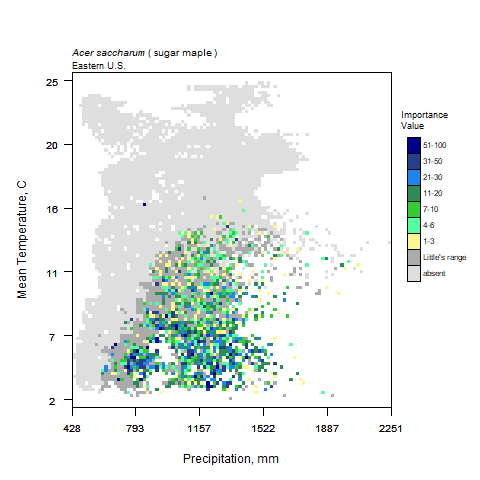 Acer saccharum ( sugar maple )
Eastern U.S.
25
20
16
11
7
2
Mean Temperature, C
428 793 1157 1522 1887 2251
Precipitation, mm
Importance
Value
51-100
31-50
21-30
11-20
7-10
4-6
1-3
Little's range
absent